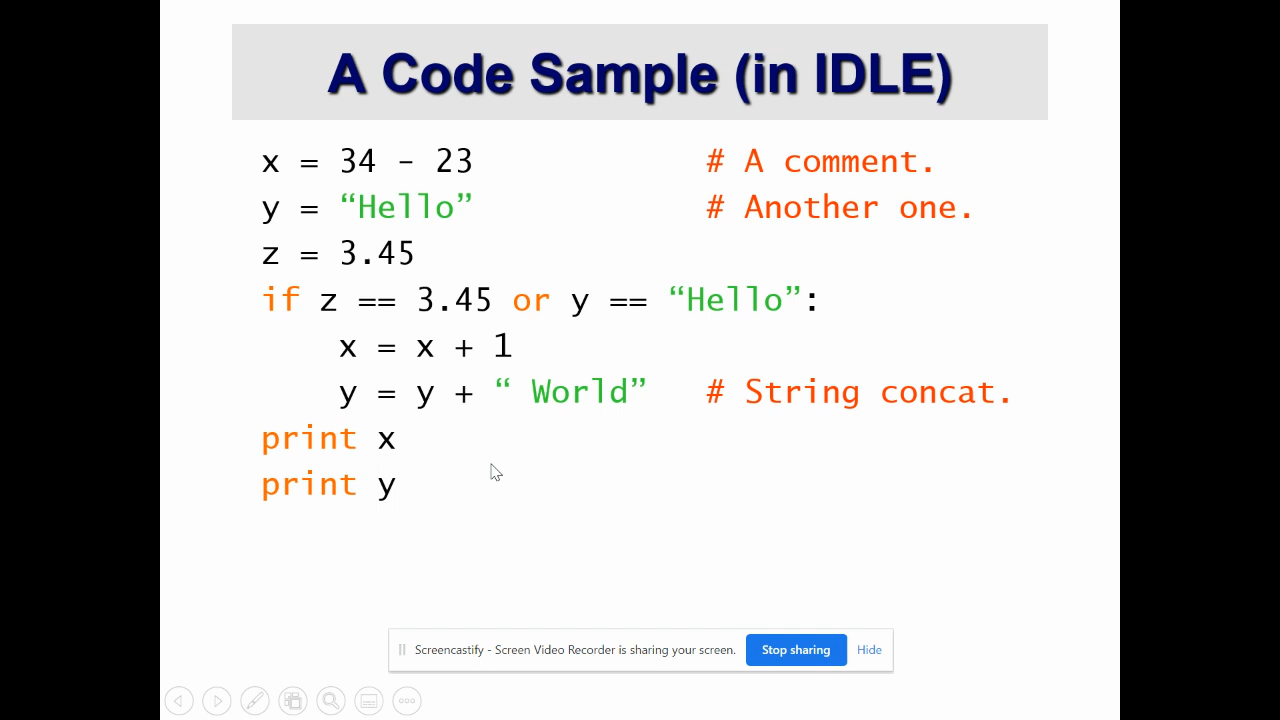 A Code Sample (in IDLE)
x = 34 - 23 # A comment.
y = “Hello” # Another one.
z = 3.45
if z == 3.45 or y == “Hello”:
x = x + 1
y = y + “ World” # String concat.
print x
print y
Screencastify - Screen Video Recorder is sharing your screen. Stop sharing Hide